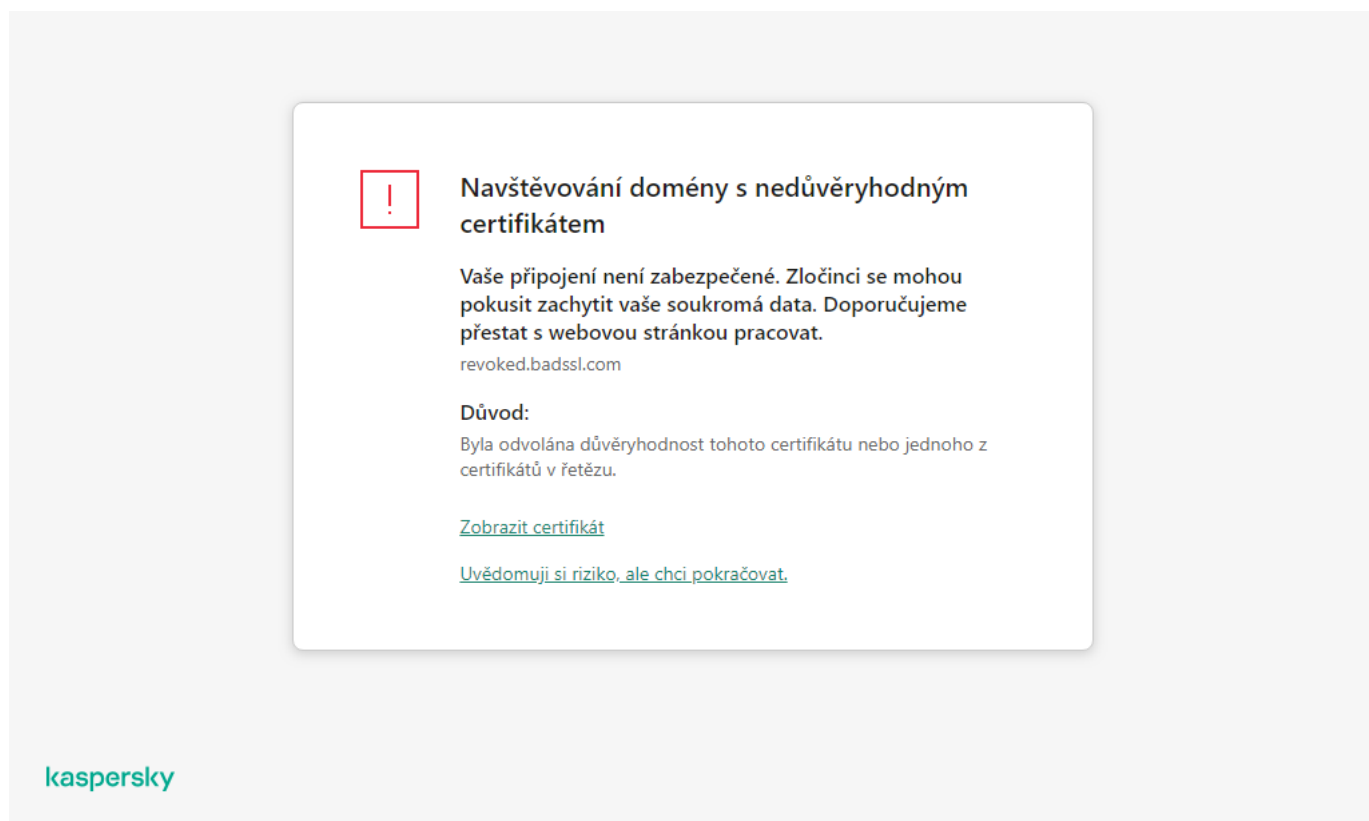 !
Navštěvování domény s nedůvěryhodným
certifikátem
Vaše připojení není zabezpečené. Zločinci se mohou
pokusit zachytit vaše soukromá data. Doporučujeme
přestat s webovou stránkou pracovat.
revoked.badssl.com
Důvod:
Byla odvolána důvěryhodnost tohoto certifikátu nebo jednoho z
certifikátů v řetězu.
Zobrazit certifikát
Uvědomuji si riziko, ale chci pokračovat.
kaspersky